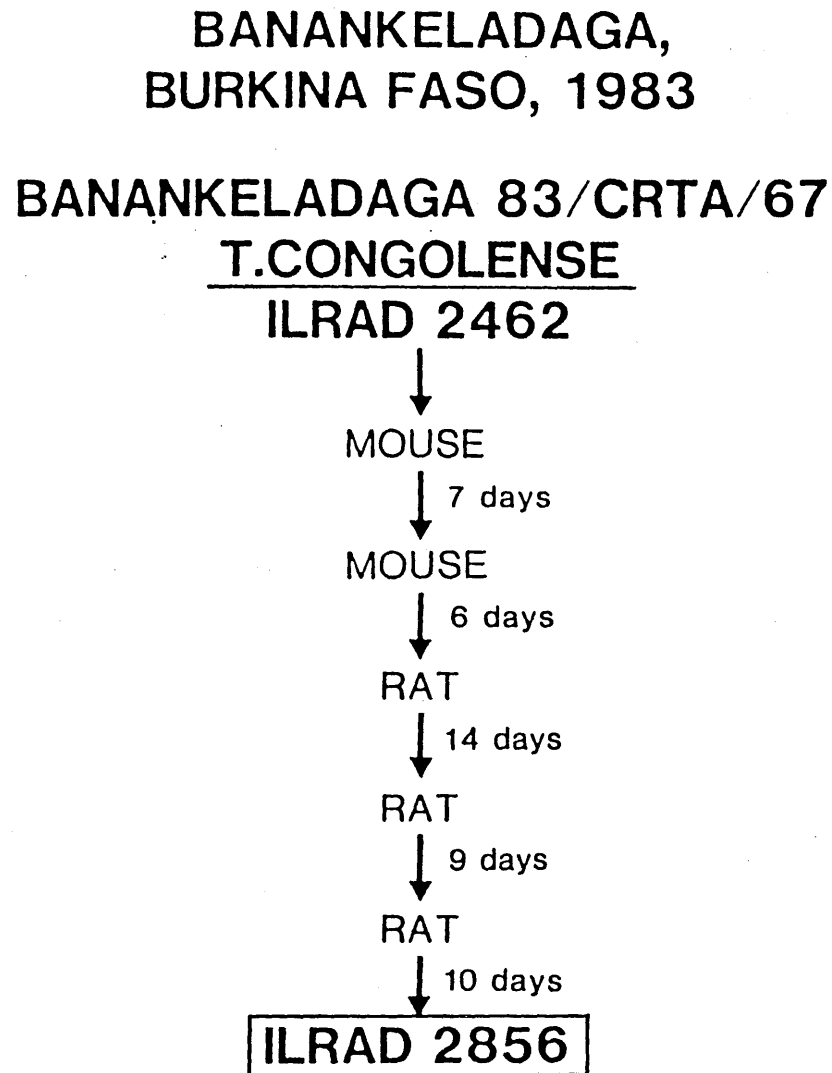 BANANKELADAGA,
BURKINA FASO, 1983
BANANKELADAGA 83/CRTA/67
T.CONGOLENSE
ILRAD 2462
MOUSE
7 days
MOUSE
6 days
RAT
14 days
RAT
9 days
RAT
10 days
ILRAD 2856